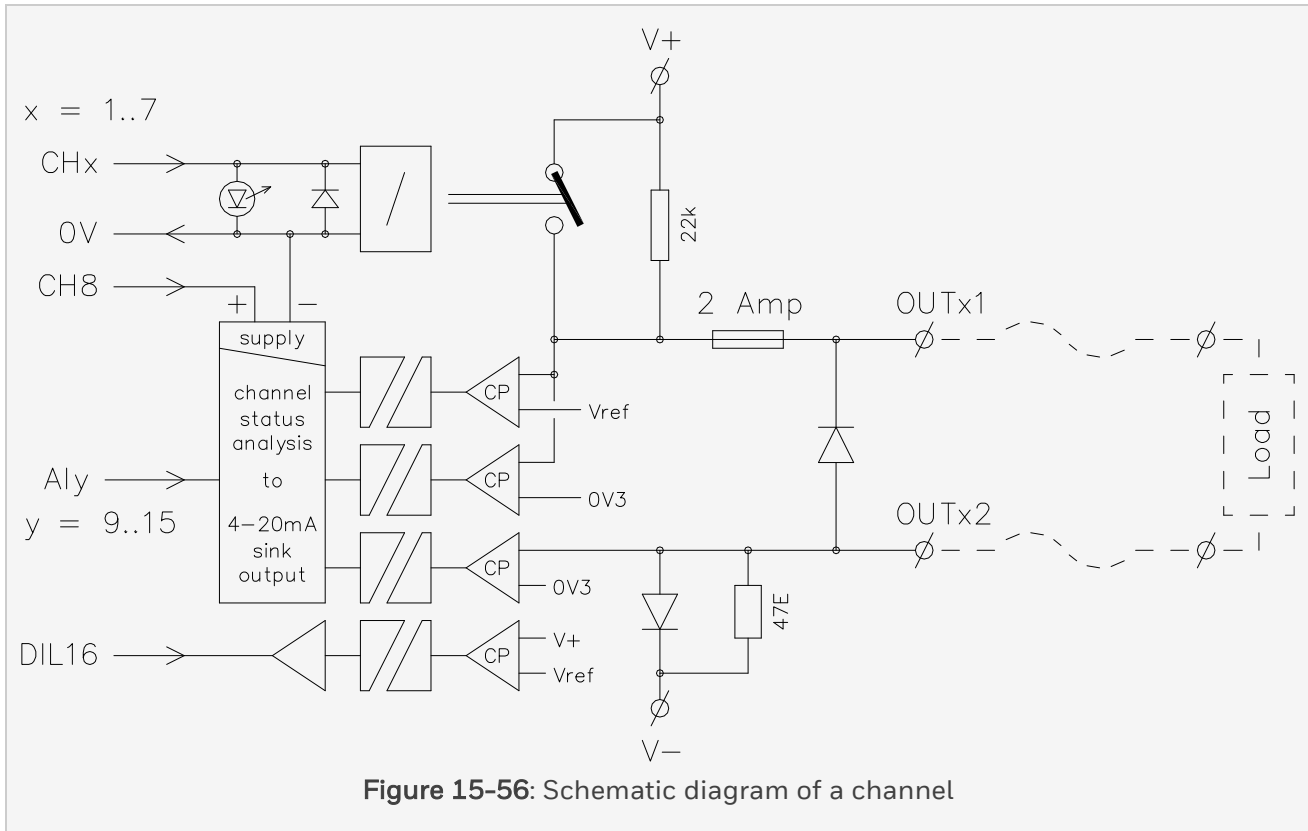 V+
x = 1..7
CHx
0V
CH8
+ −
22k
2 Amp
OUTx1
supply
channel
status
analysis
to
4−20mA
sink
output
CP
Vref
CP
0V3
CP
0V3
CP
V+
Vref
AIy
y = 9..15
DIL16
OUTx2
47E
Load
V−
Figure 15-56: Schematic diagram of a channel